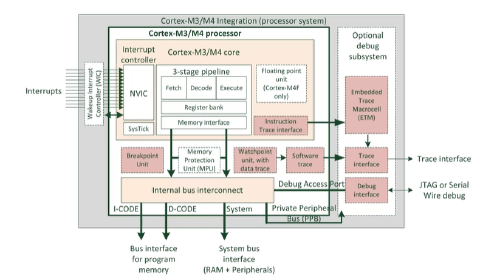 Cortex-M3/M4 Integration (processor system)
Cortex-M3/M4 processor
Optional
debug
subsystem
Interrupt
controller
Cortex-M3/M4 core
Interrupts
Wakeup Interrupt
Controller (WIC)
NVIC
SysTick
3-stage pipeline
Fetch
Decode
Execute
Register bank
Memory interface
Floating point
unit
(Cortex-M4F
only)
Instruction
Trace interface
Embedded
Trace
Macrocell
(ETM)
Breakpoint
Unit
Memory
Protection
Unit (MPU)
Watchpoint
unit, with
data trace
Software
trace
Trace
interface
Trace interface
Internal bus interconnect
Debug Access Port
Debug
interface
JTAG or Serial
Wire debug
I-CODE
D-CODE
System
Private Peripheral
Bus (PPB)
Bus interface
for program
memory
System bus
interface
(RAM + Peripherals)